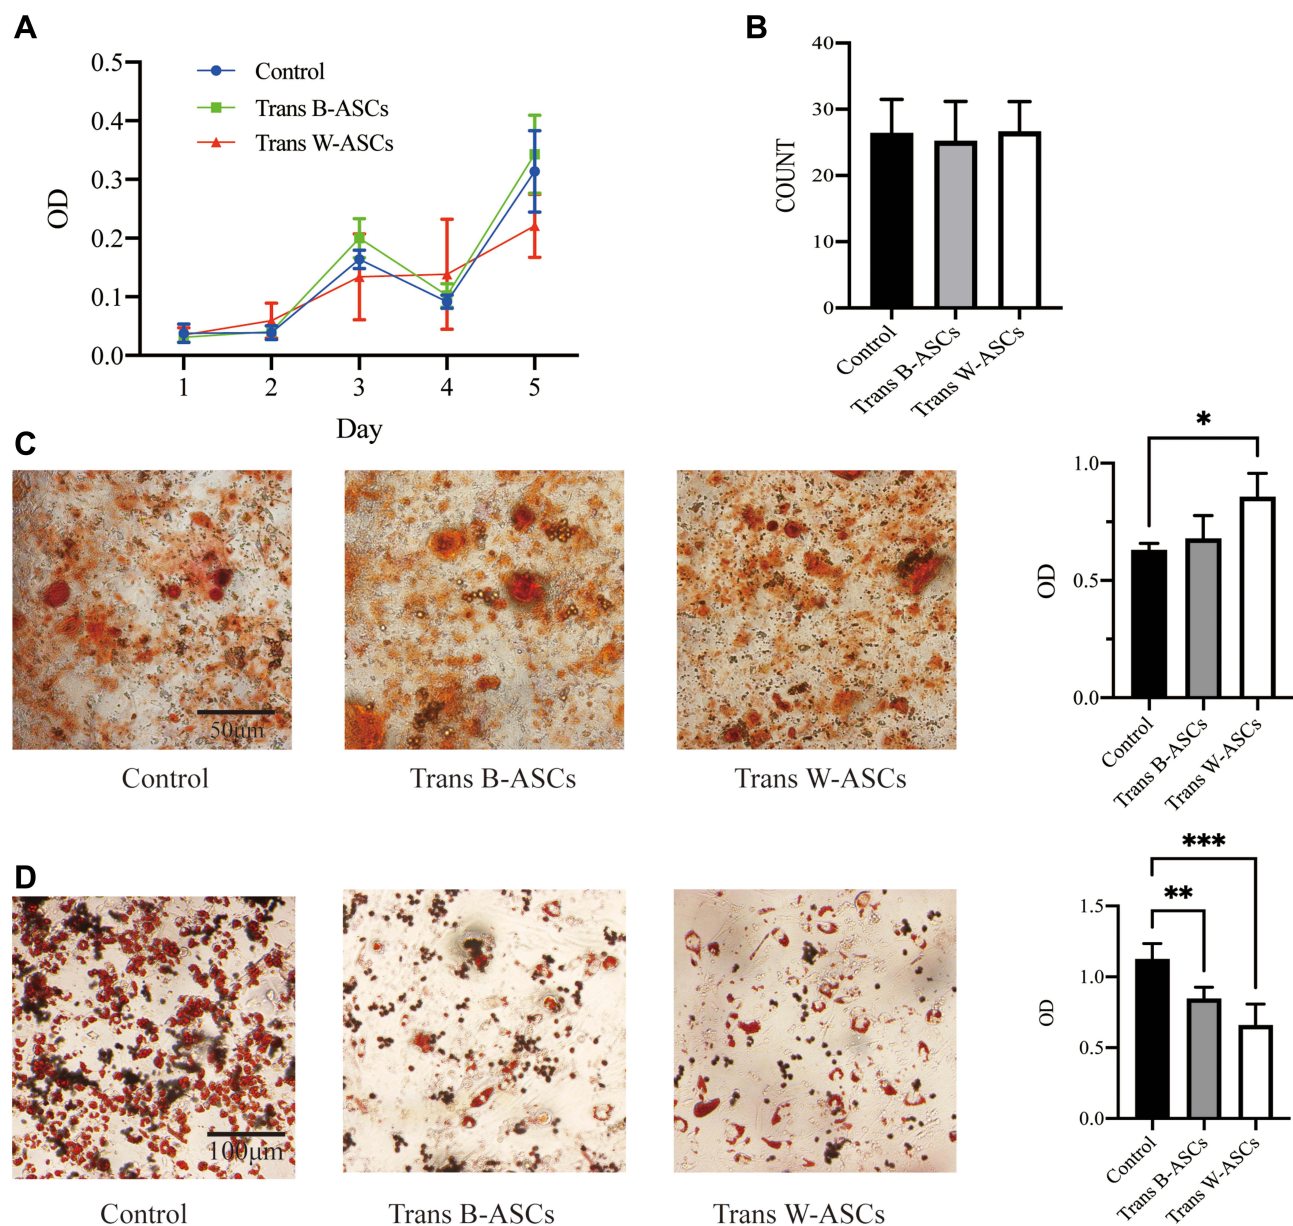 A
0.5
0.4
0.3
0.2
0.1
0.0
OD
Control
Trans B-ASCs
Trans W-ASCs
1 2 3 4 5
Day
B
40
30
20
10
0
COUNT
Control
Trans B-ASCs
Trans W-ASCs
C
50μm
Control
Trans B-ASCs
Trans W-ASCs
*
1.0
0.5
0.0
OD
Control
Trans B-ASCs
Trans W-ASCs
D
100μm
Control
Trans B-ASCs
Trans W-ASCs
***
**
1.5
1.0
0.5
0.0
OD
Control
Trans B-ASCs
Trans W-ASCs